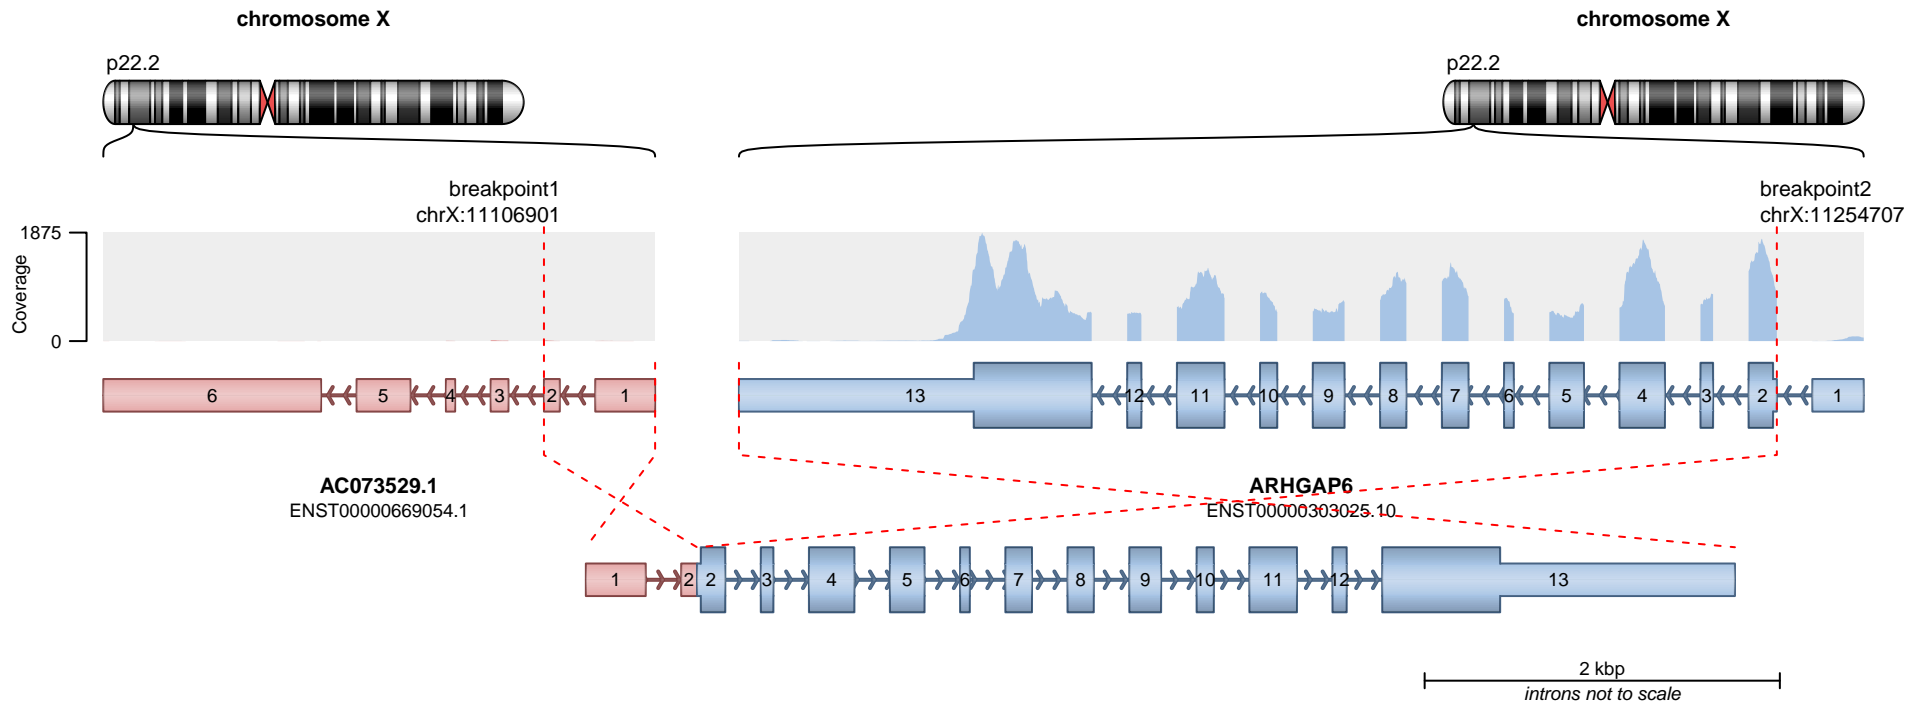 chromosome X
chromosome X
p22.2
p22.2
breakpoint1
chrX:11106901
breakpoint2
chrX:11254707
1875
Coverage
0
6 5 4 3 2 1
13 12 11 10 9 8 7 6 5 4 3 2 1
AC073529.1
ENST00000669054.1
ARHGAP6
ENST00000303025.10
1 2 2 3 4 5 6 7 8 9 10 11 12 13
2 kbp
introns not to scale